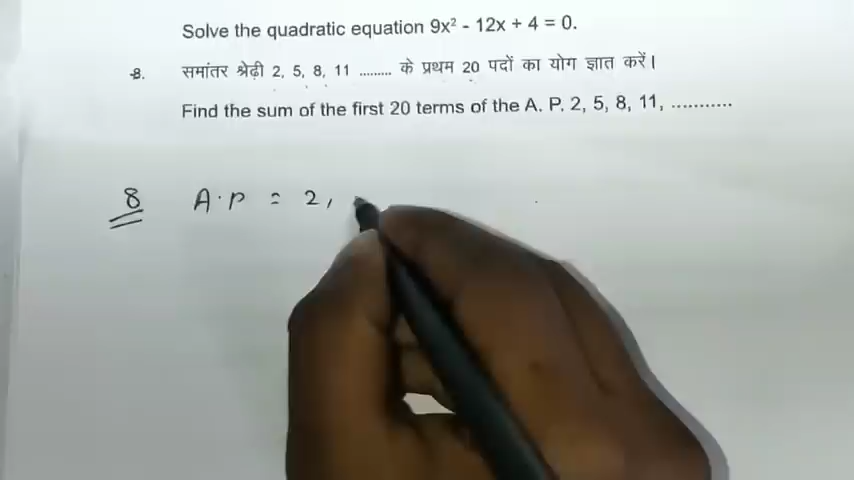 Solve the quadratic equation 9x² - 12x + 4 = 0.
8. समांतर श्रेढ़ी 2, 5, 8, 11 ......... के प्रथम 20 पदों का योग ज्ञात करें।
Find the sum of the first 20 terms of the A. P. 2, 5, 8, 11, ...........
8 A.P = 2,